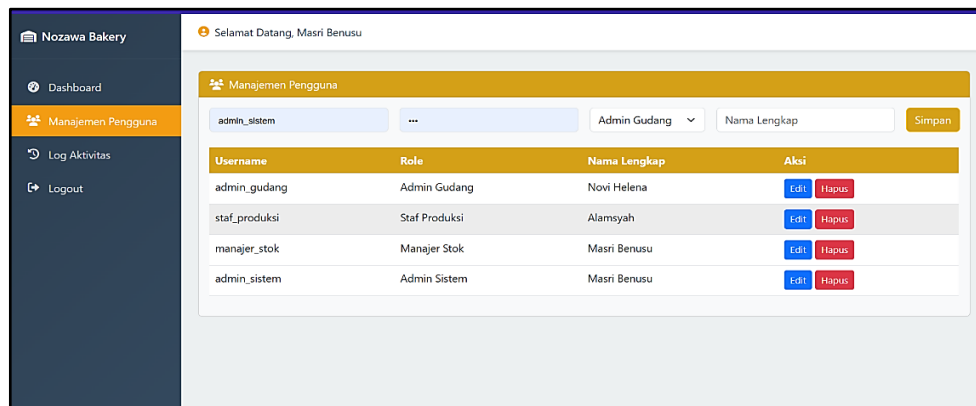 Nozawa Bakery
Selamat Datang, Masri Benusu
Dashboard
Manajemen Pengguna
Log Aktivitas
Logout
Manajemen Pengguna
admin_sistem ••• Admin Gudang Nama Lengkap Simpan
Username Role Nama Lengkap Aksi
admin_gudang Admin Gudang Novi Helena Edit Hapus
staf_produksi Staf Produksi Alamsyah Edit Hapus
manajer_stok Manajer Stok Masri Benusu Edit Hapus
admin_sistem Admin Sistem Masri Benusu Edit Hapus